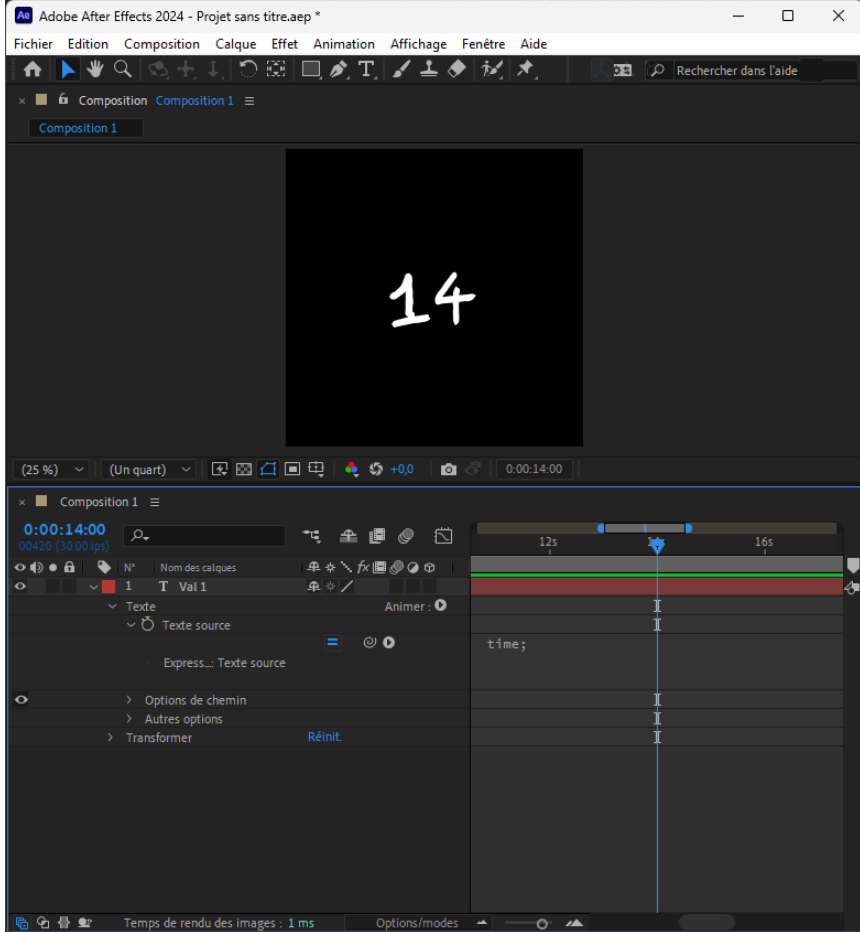 Ae Adobe After Effects 2024 - Projet sans titre.aep *
Fichier Edition Composition Calque Effet Animation Affichage Fenêtre Aide
Rechercher dans l'aide
Composition Composition 1
Composition 1
14
(25 %) (Un quart) +0,0 0:00:14:00
Composition 1
0:00:14:00
00420 (30.00 ips)
12s 14s 16s
N° Nom des calques
1 T Val 1
Texte Animer :
Texte source
time;
Express...: Texte source
Options de chemin
Autres options
Transformer Réinit.
Temps de rendu des images : 1 ms Options/modes